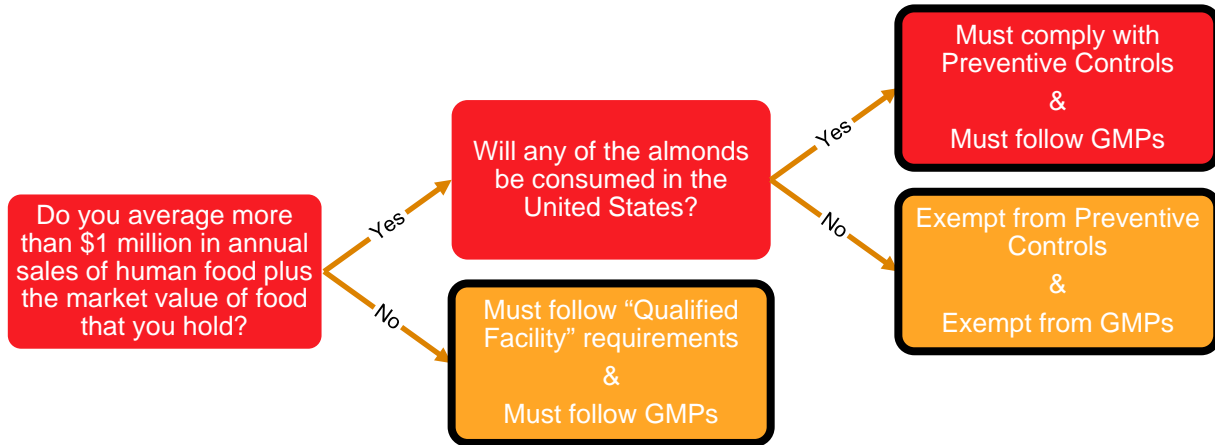 Do you average more
than $1 million in annual
sales of human food plus
the market value of food
that you hold?
Yes
No
Will any of the almonds
be consumed in the
United States?
Must follow “Qualified
Facility” requirements
&
Must follow GMPs
Yes
No
Must comply with
Preventive Controls
&
Must follow GMPs
Exempt from Preventive
Controls
&
Exempt from GMPs